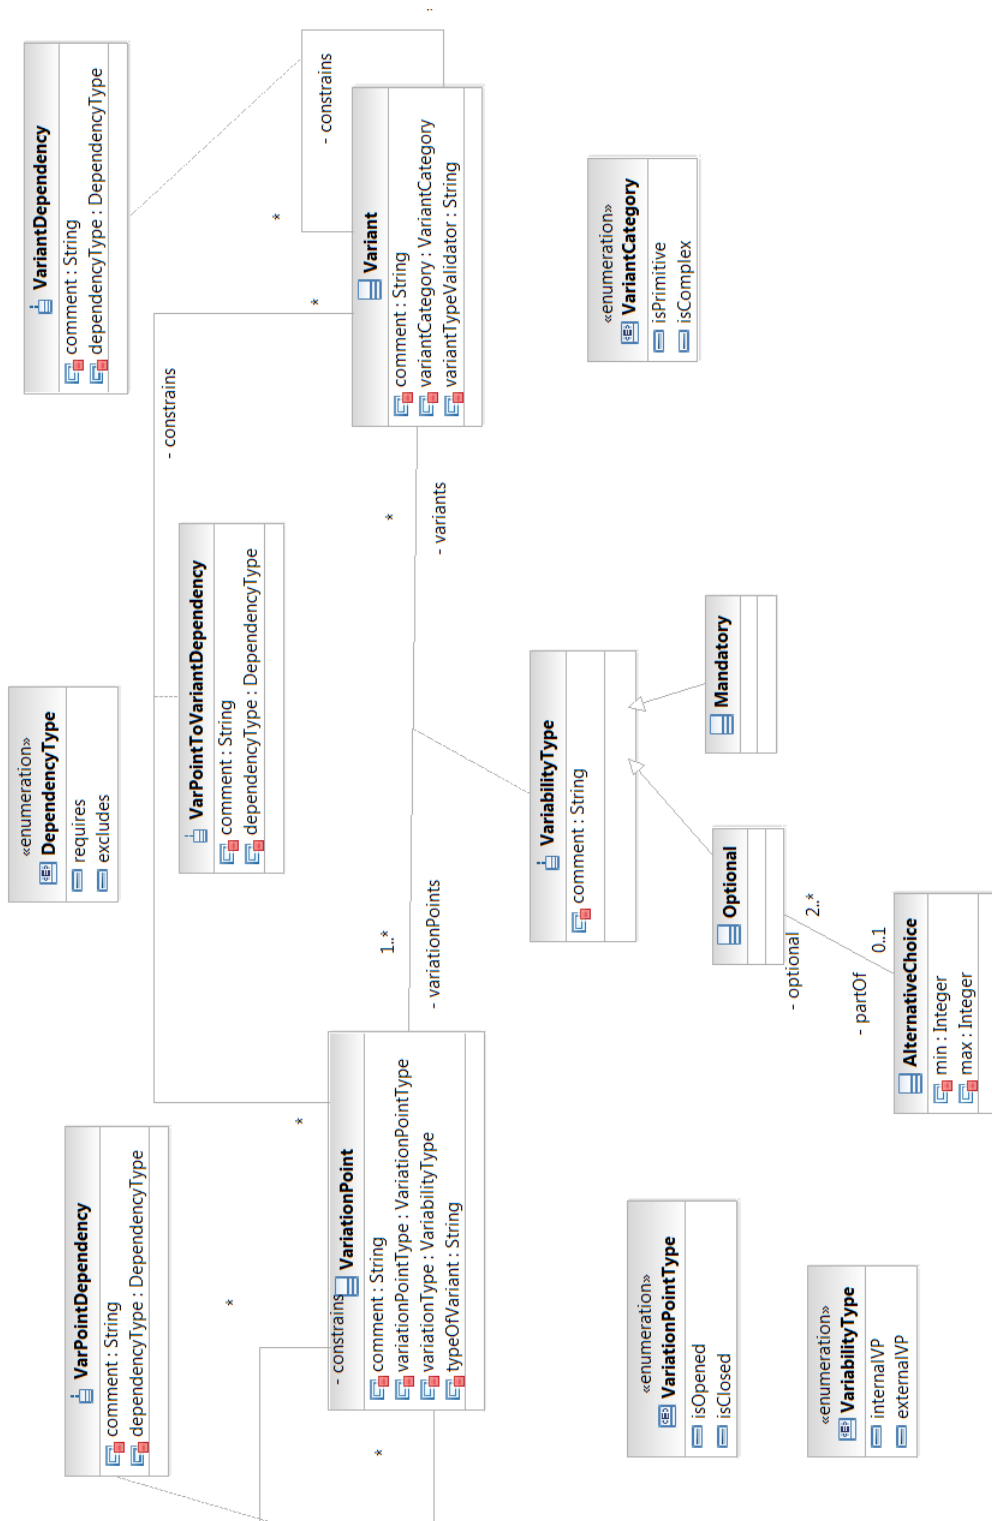 VarPointDependency
comment : String
dependencyType : DependencyType
«enumeration»
DependencyType
requires
excludes
VariantDependency
comment : String
dependencyType : DependencyType
VarPointToVariantDependency
comment : String
dependencyType : DependencyType
- constrains
*
*
- constrains
*
*
- constrains
*
*
VariationPoint
comment : String
variationPointType : VariationPointType
variationType : VariabilityType
typeOfVariant : String
1..*
- variationPoints
*
- variants
Variant
comment : String
variantCategory : VariantCategory
variantTypeValidator : String
VariabilityType
comment : String
«enumeration»
VariantCategory
isPrimitive
isComplex
«enumeration»
VariationPointType
isOpened
isClosed
Optional
Mandatory
- optional
2..*
- partOf
0..1
«enumeration»
VariabilityType
internalVP
externalVP
AlternativeChoice
min : Integer
max : Integer